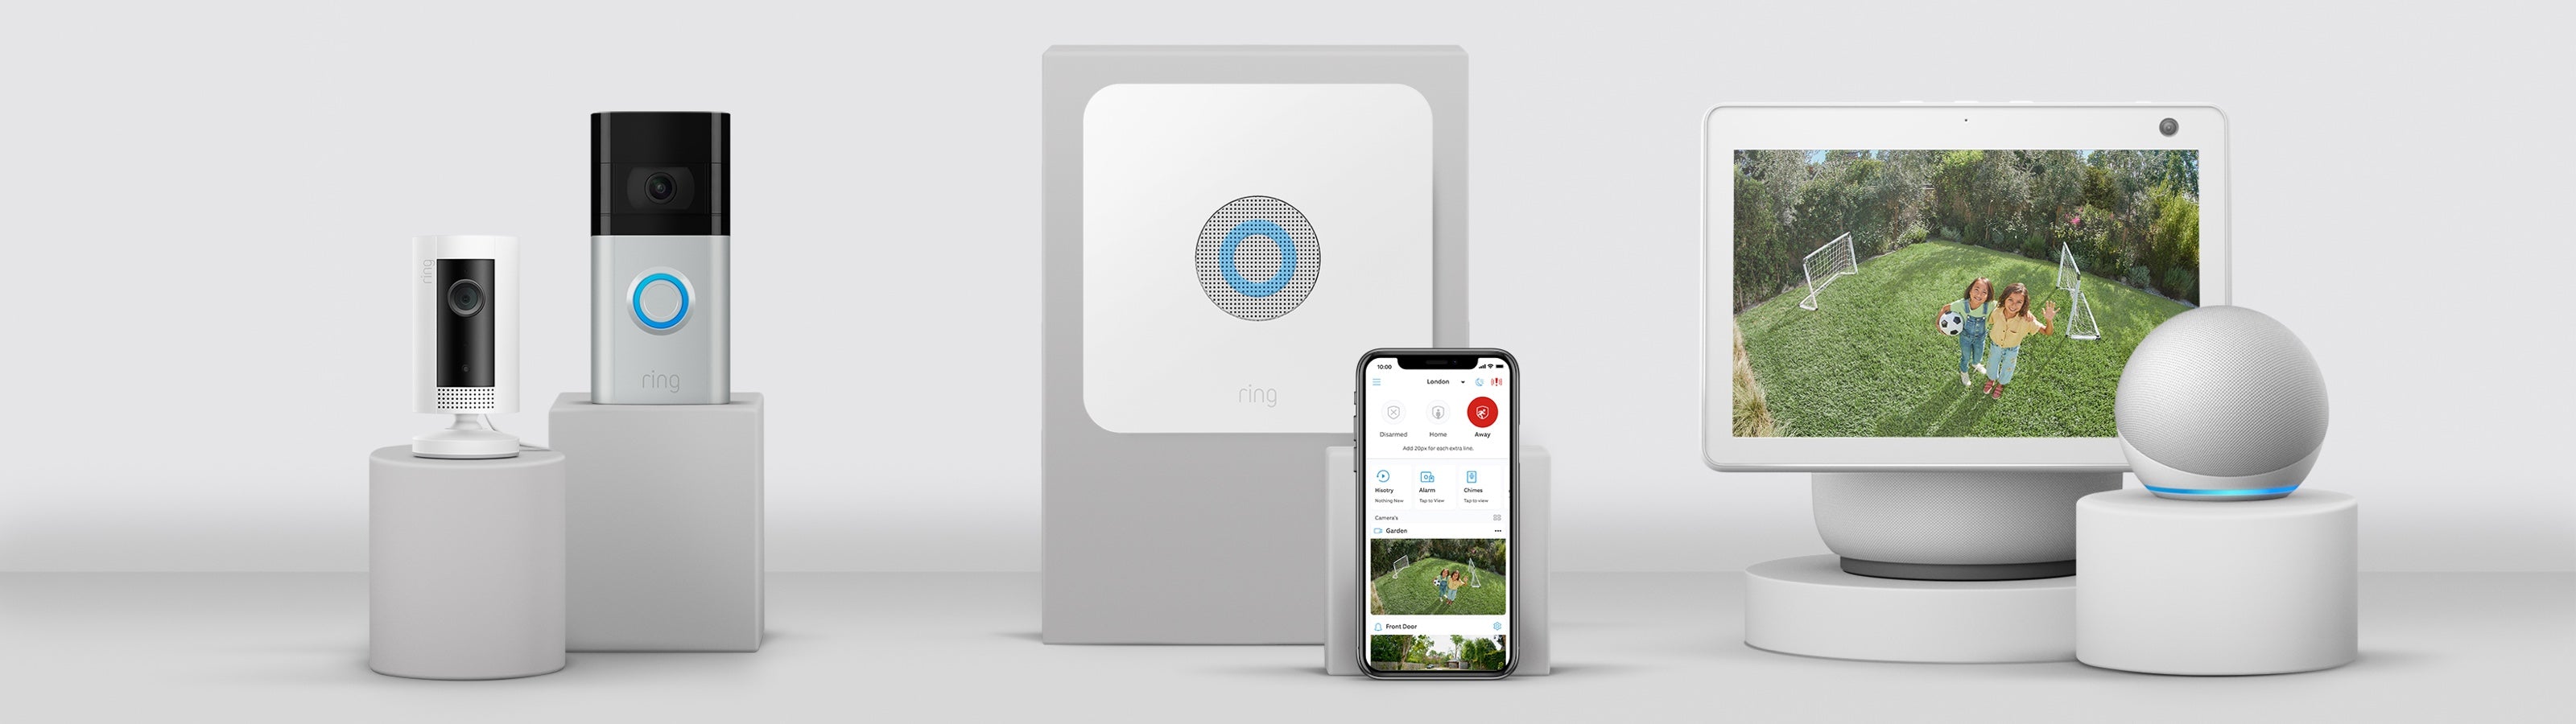 ring
ring
ring
10:00
London
Disarmed Home Away
Add 20px for each extra line.
Hisotry Alarm Chimes
Nothing New Tap to View Tap to view
Camera's
Garden
Front Door